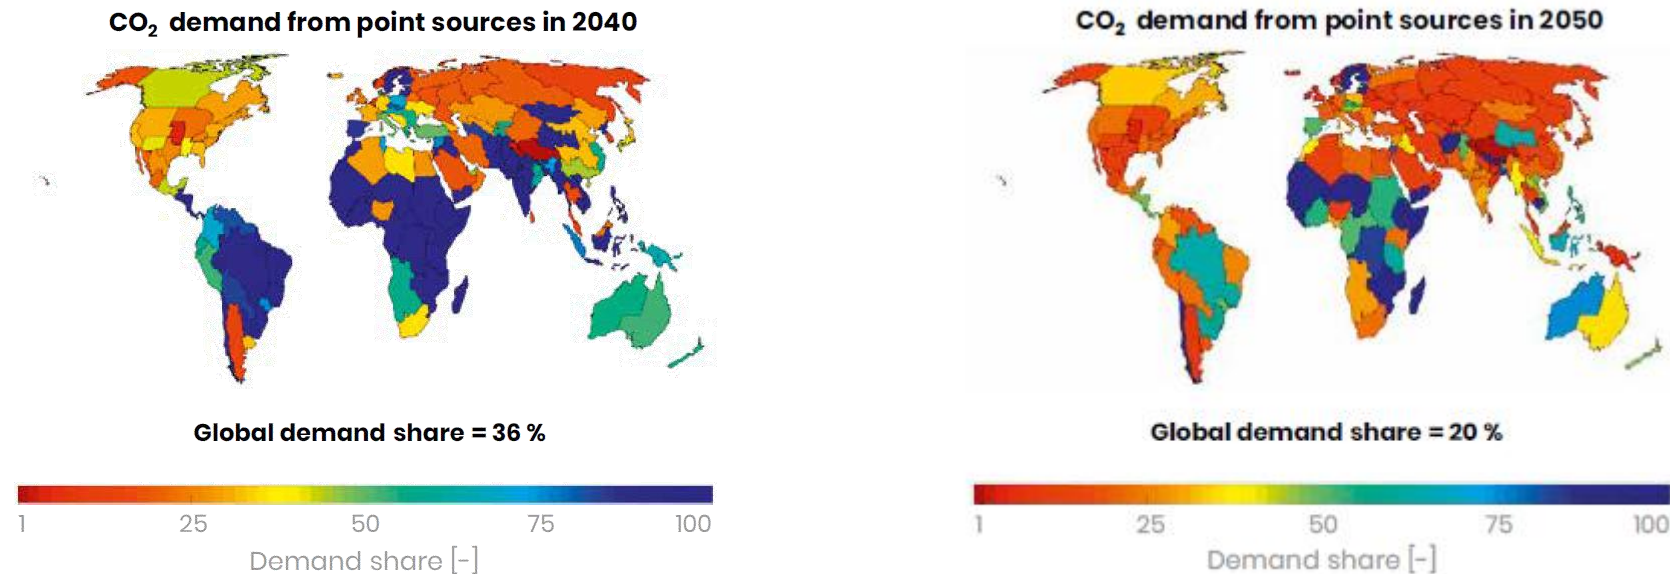 CO₂ demand from point sources in 2040
Global demand share = 36 %
1 25 50 75 100
Demand share [-]
CO₂ demand from point sources in 2050
Global demand share = 20 %
1 25 50 75 100
Demand share [-]